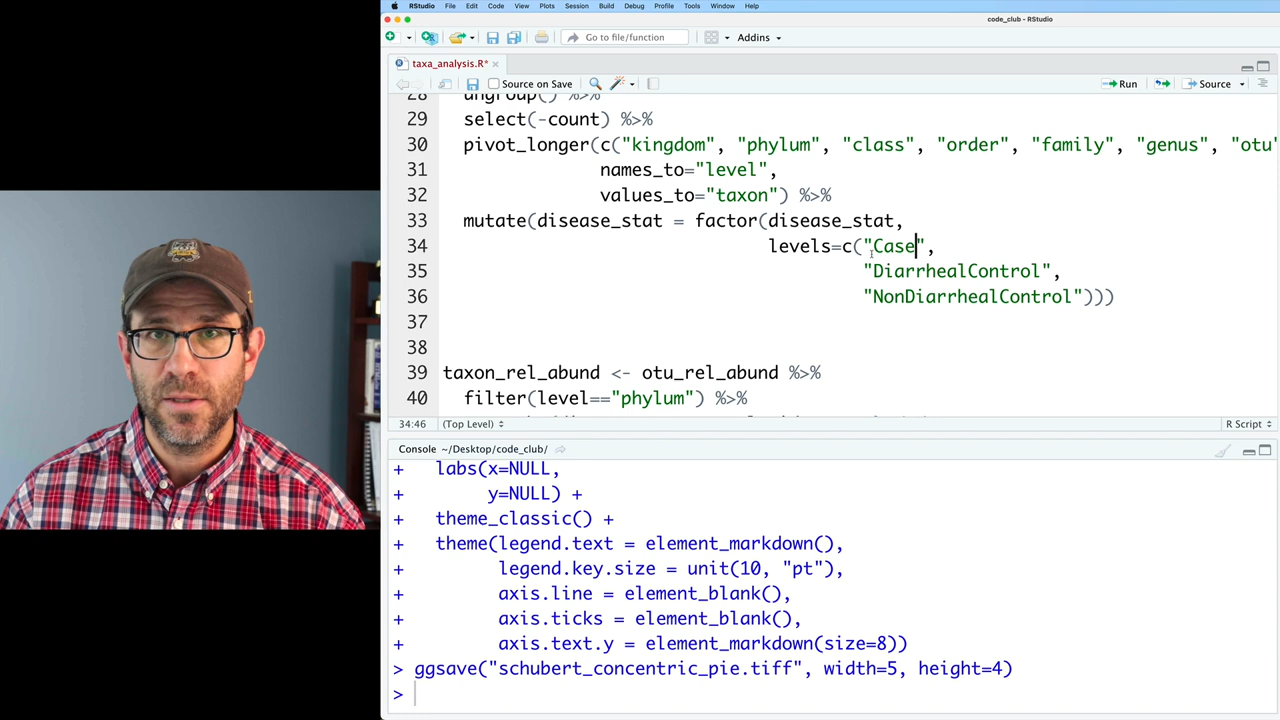 RStudio File Edit Code View Plots Session Build Debug Profile Tools Window Help
code_club - RStudio
Go to file/function Addins
taxa_analysis.R*
Source on Save Run Source
28 ungroup() %>%
29 select(-count) %>%
30 pivot_longer(c("kingdom", "phylum", "class", "order", "family", "genus", "otu"
31 names_to="level",
32 values_to="taxon") %>%
33 mutate(disease_stat = factor(disease_stat,
34 levels=c("Case",
35 "DiarrhealControl",
36 "NonDiarrhealControl")))
37
38
39 taxon_rel_abund <- otu_rel_abund %>%
40 filter(level=="phylum") %>%
34:46 (Top Level) R Script
Console ~/Desktop/code_club/
+ labs(x=NULL,
+ y=NULL) +
+ theme_classic() +
+ theme(legend.text = element_markdown(),
+ legend.key.size = unit(10, "pt"),
+ axis.line = element_blank(),
+ axis.ticks = element_blank(),
+ axis.text.y = element_markdown(size=8))
> ggsave("schubert_concentric_pie.tiff", width=5, height=4)
>